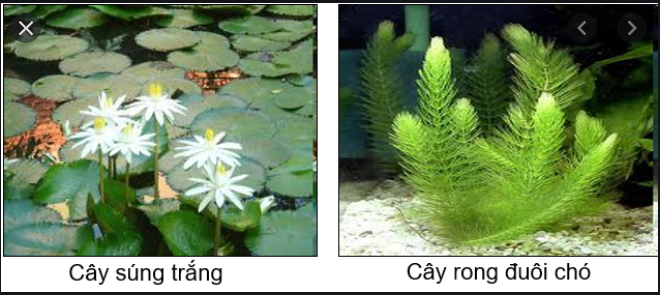 Cây súng trắng
Cây rong đuôi chó